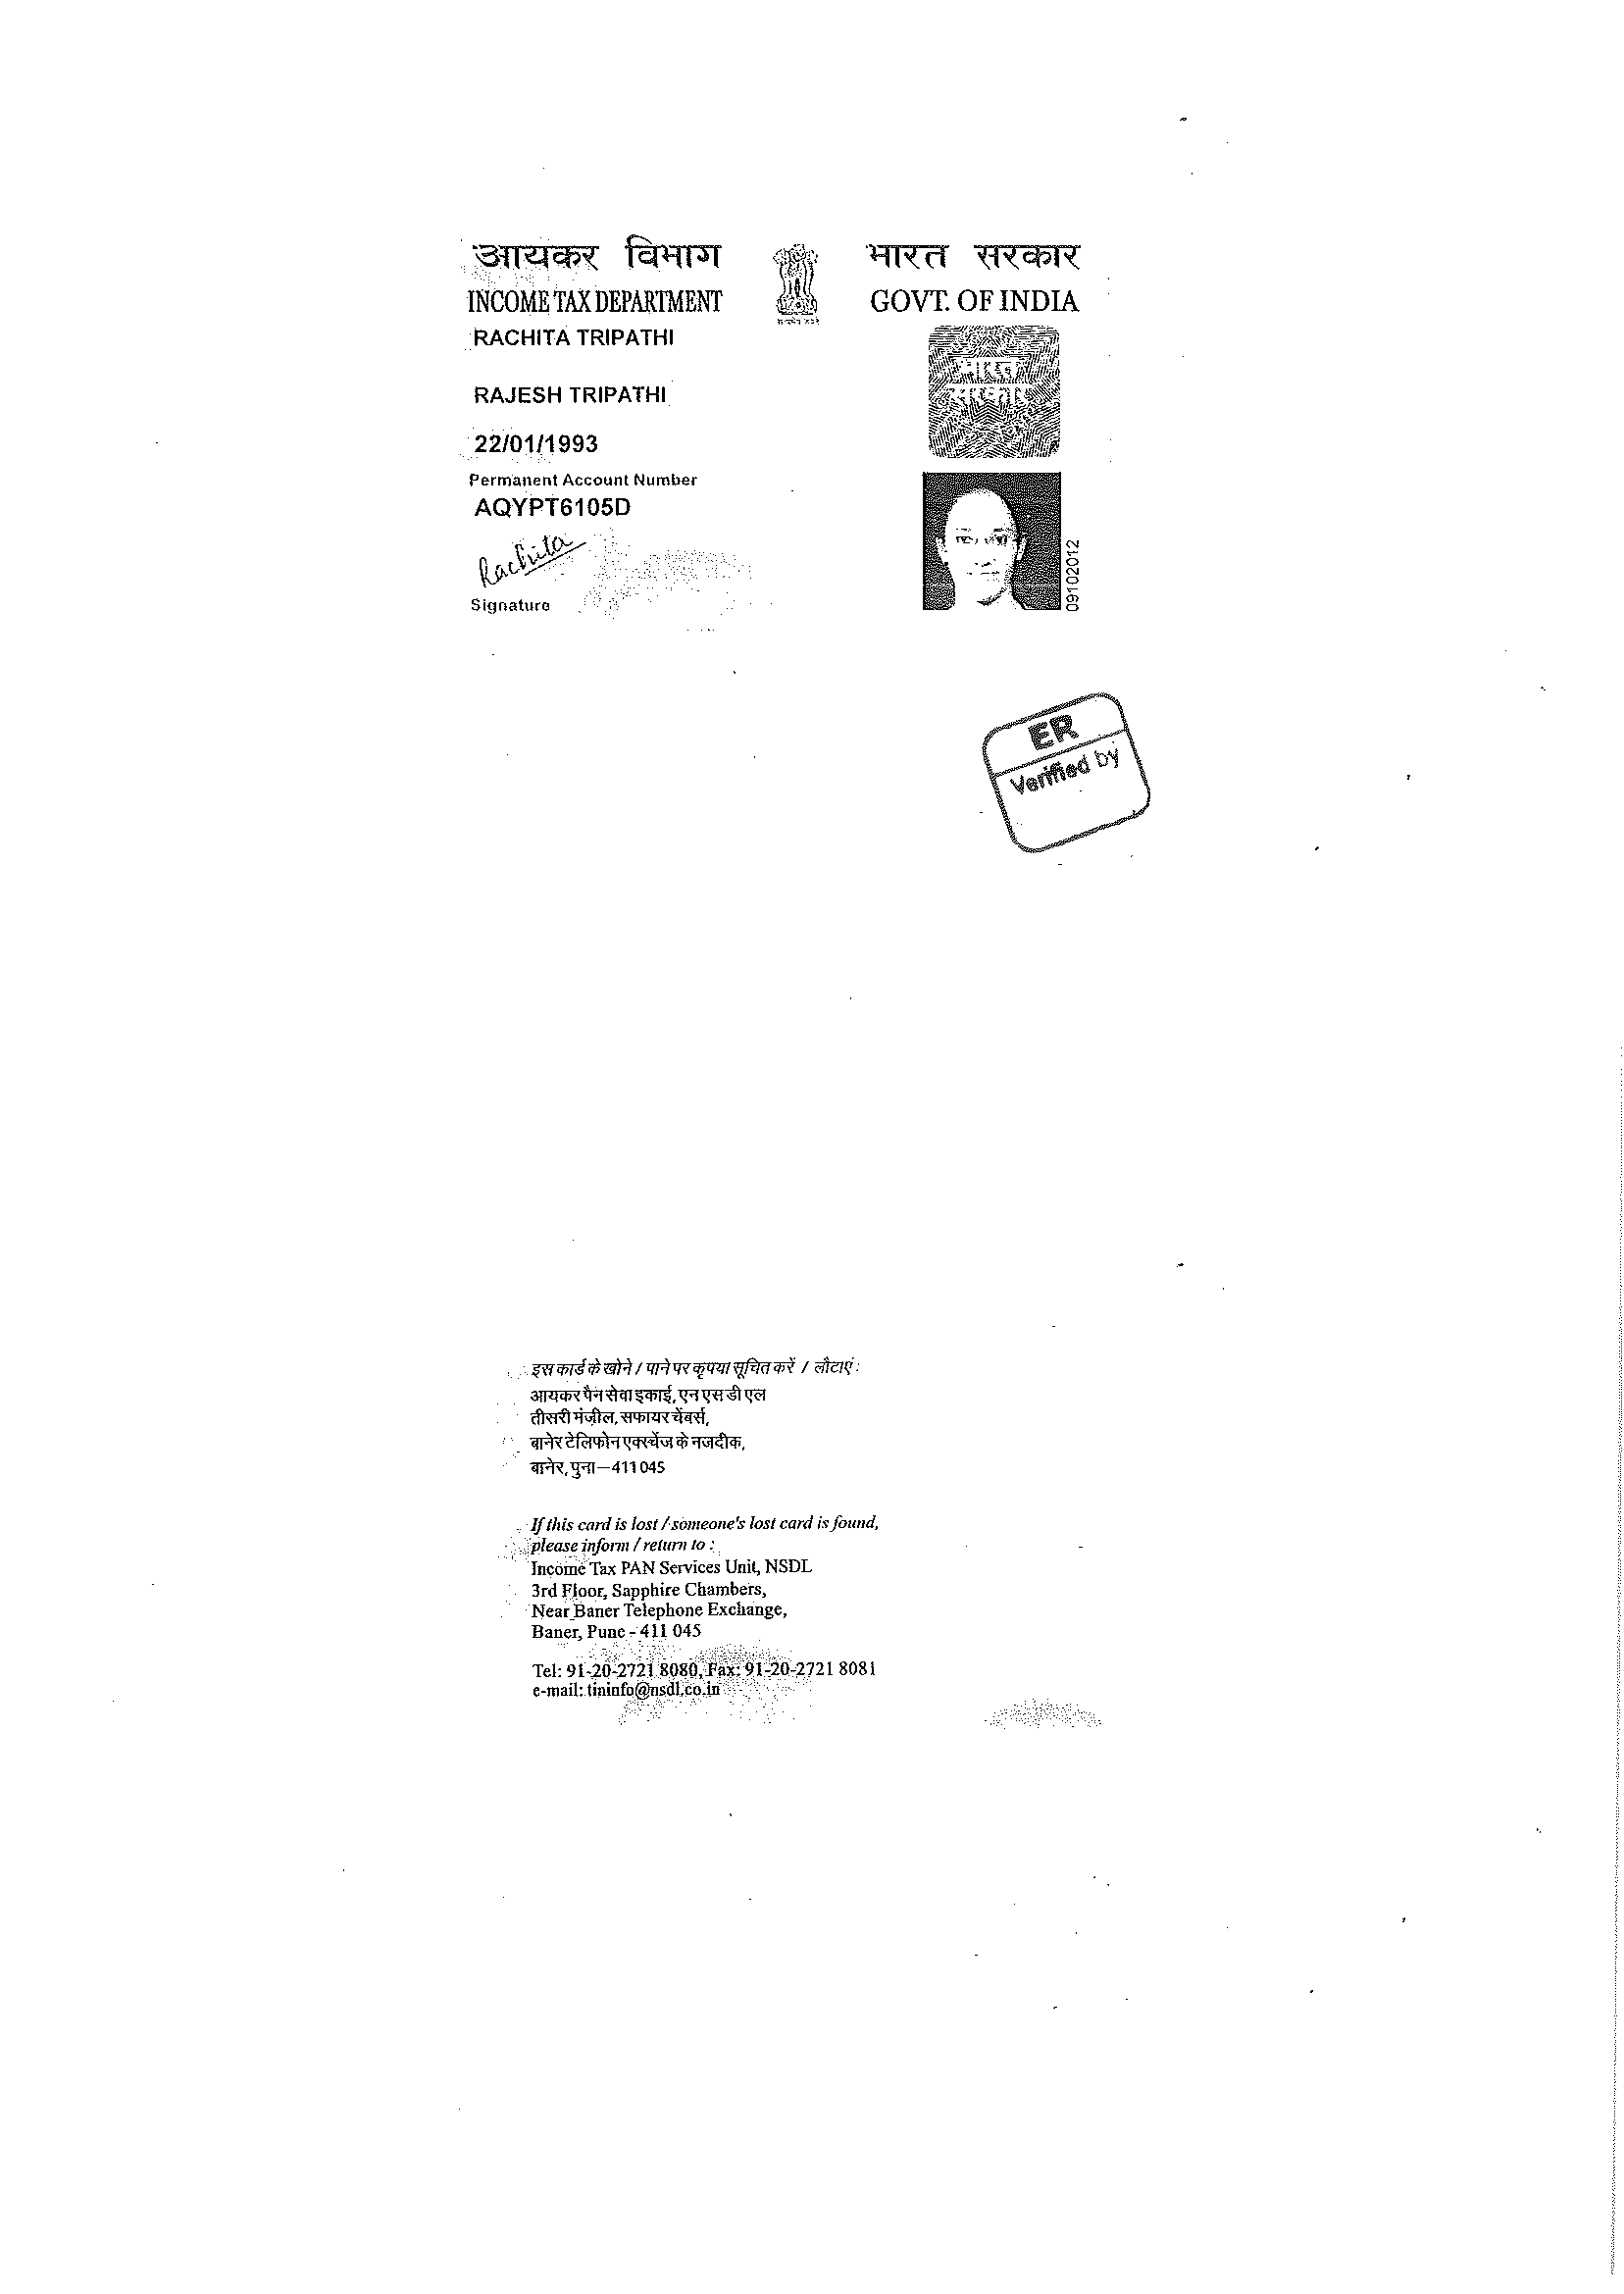 आयकर विभाग
INCOME TAX DEPARTMENT
भारत सरकार
GOVT. OF INDIA
RACHITA TRIPATHI
RAJESH TRIPATHI
22/01/1993
Permanent Account Number
AQYPT6105D
Rachita
Signature
भारत
सरकार
09102012
ER
Verified by
इस कार्ड के खोने / पाने पर कृपया सूचित करें / लौटाएं :
आयकर पैन सेवा इकाई, एन एस डी एल
तीसरी मंज़ील, सफायर चेंबर्स,
बानेर टेलिफोन एक्स्चेंज के नजदीक,
बानेर, पुना–411 045
If this card is lost / someone's lost card is found,
please inform / return to :
Income Tax PAN Services Unit, NSDL
3rd Floor, Sapphire Chambers,
Near Baner Telephone Exchange,
Baner, Pune - 411 045
Tel: 91-20-2721 8080, Fax: 91-20-2721 8081
e-mail: tininfo@nsdl.co.in